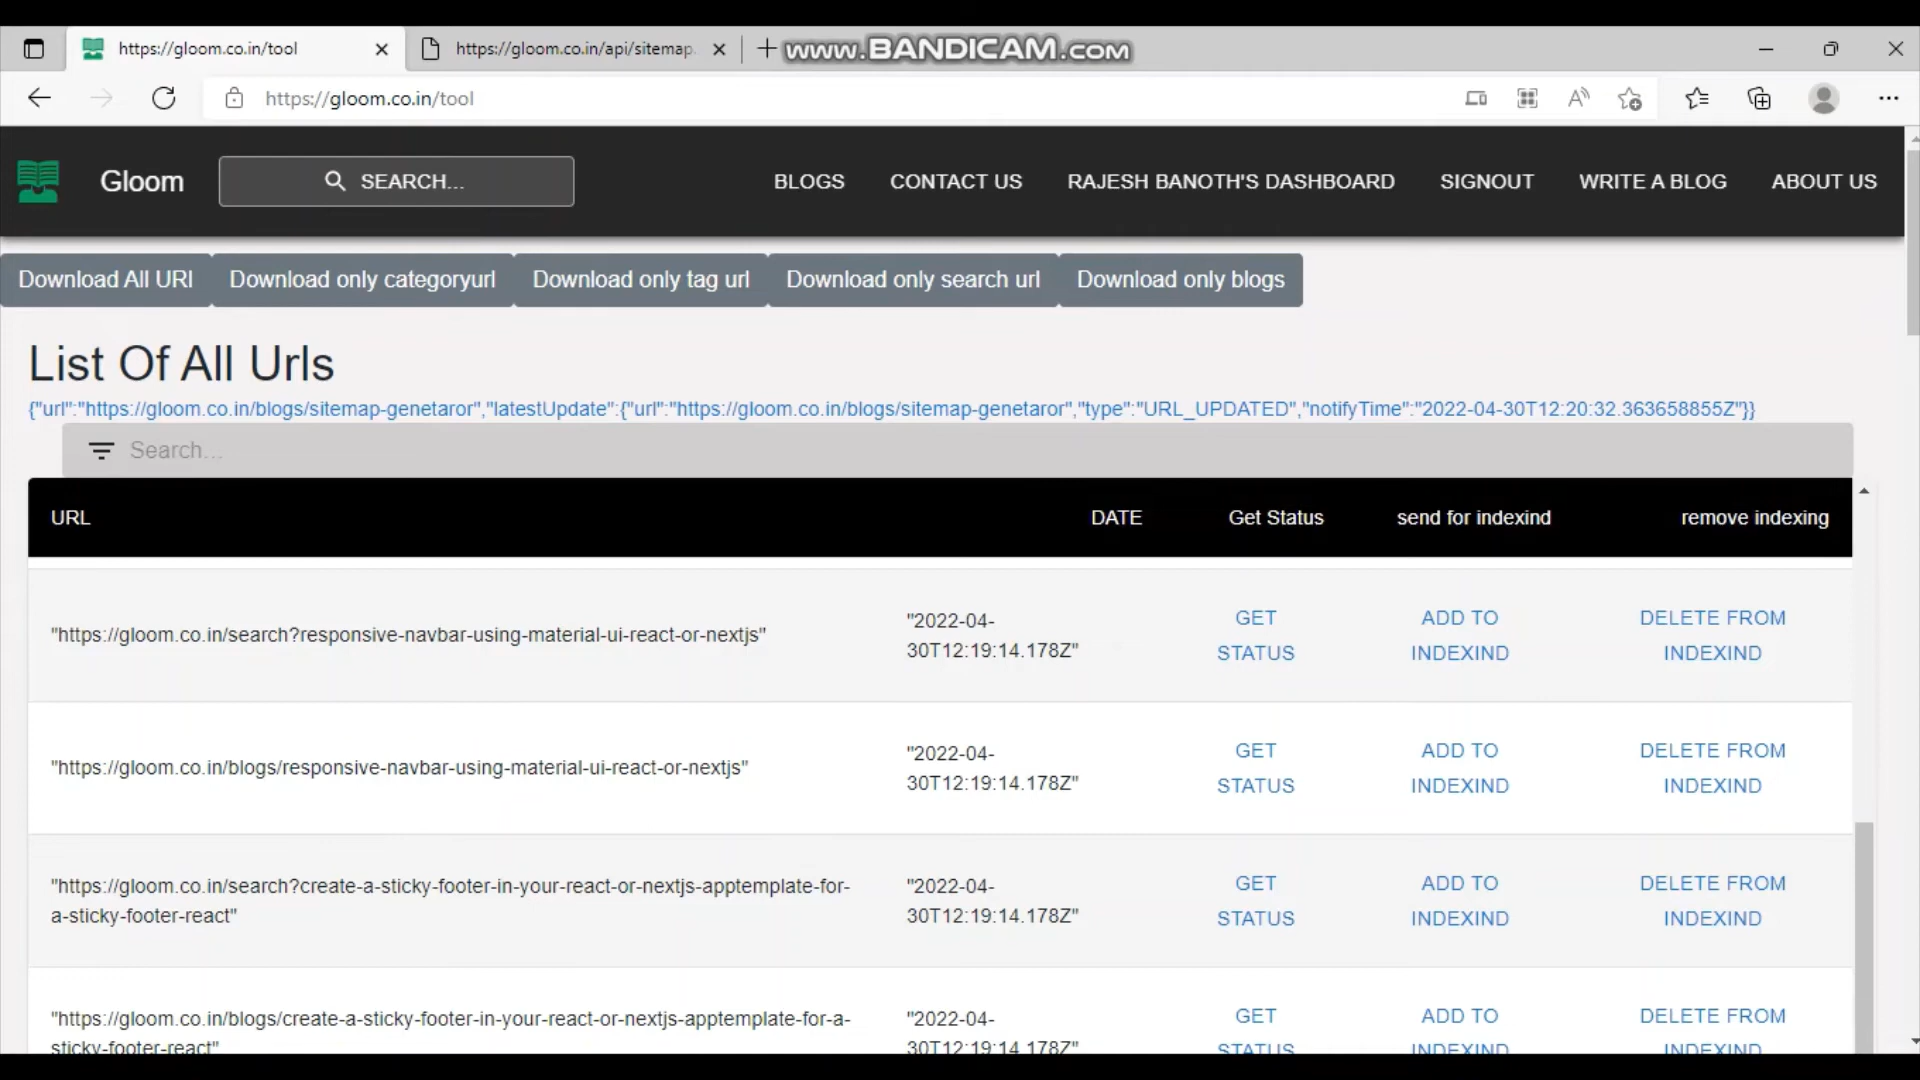 https://gloom.co.in/tool
https://gloom.co.in/api/sitemap.
www.BANDICAM.com
https://gloom.co.in/tool
Gloom
SEARCH...
BLOGS
CONTACT US
RAJESH BANOTH'S DASHBOARD
SIGNOUT
WRITE A BLOG
ABOUT US
Download All URl
Download only categoryurl
Download only tag url
Download only search url
Download only blogs
List Of All Urls
{"url":"https://gloom.co.in/blogs/sitemap-genetaror","latestUpdate":{"url":"https://gloom.co.in/blogs/sitemap-genetaror","type":"URL_UPDATED","notifyTime":"2022-04-30T12:20:32.363658855Z"}}
Search...
URL
DATE
Get Status
send for indexind
remove indexing
"https://gloom.co.in/search?responsive-navbar-using-material-ui-react-or-nextjs"
"2022-04-
30T12:19:14.178Z"
GET
STATUS
ADD TO
INDEXIND
DELETE FROM
INDEXIND
"https://gloom.co.in/blogs/responsive-navbar-using-material-ui-react-or-nextjs"
"2022-04-
30T12:19:14.178Z"
GET
STATUS
ADD TO
INDEXIND
DELETE FROM
INDEXIND
"https://gloom.co.in/search?create-a-sticky-footer-in-your-react-or-nextjs-apptemplate-for-
a-sticky-footer-react"
"2022-04-
30T12:19:14.178Z"
GET
STATUS
ADD TO
INDEXIND
DELETE FROM
INDEXIND
"https://gloom.co.in/blogs/create-a-sticky-footer-in-your-react-or-nextjs-apptemplate-for-a-
sticky-footer-react"
"2022-04-
30T12:19:14.178Z"
GET
STATUS
ADD TO
INDEXIND
DELETE FROM
INDEXIND